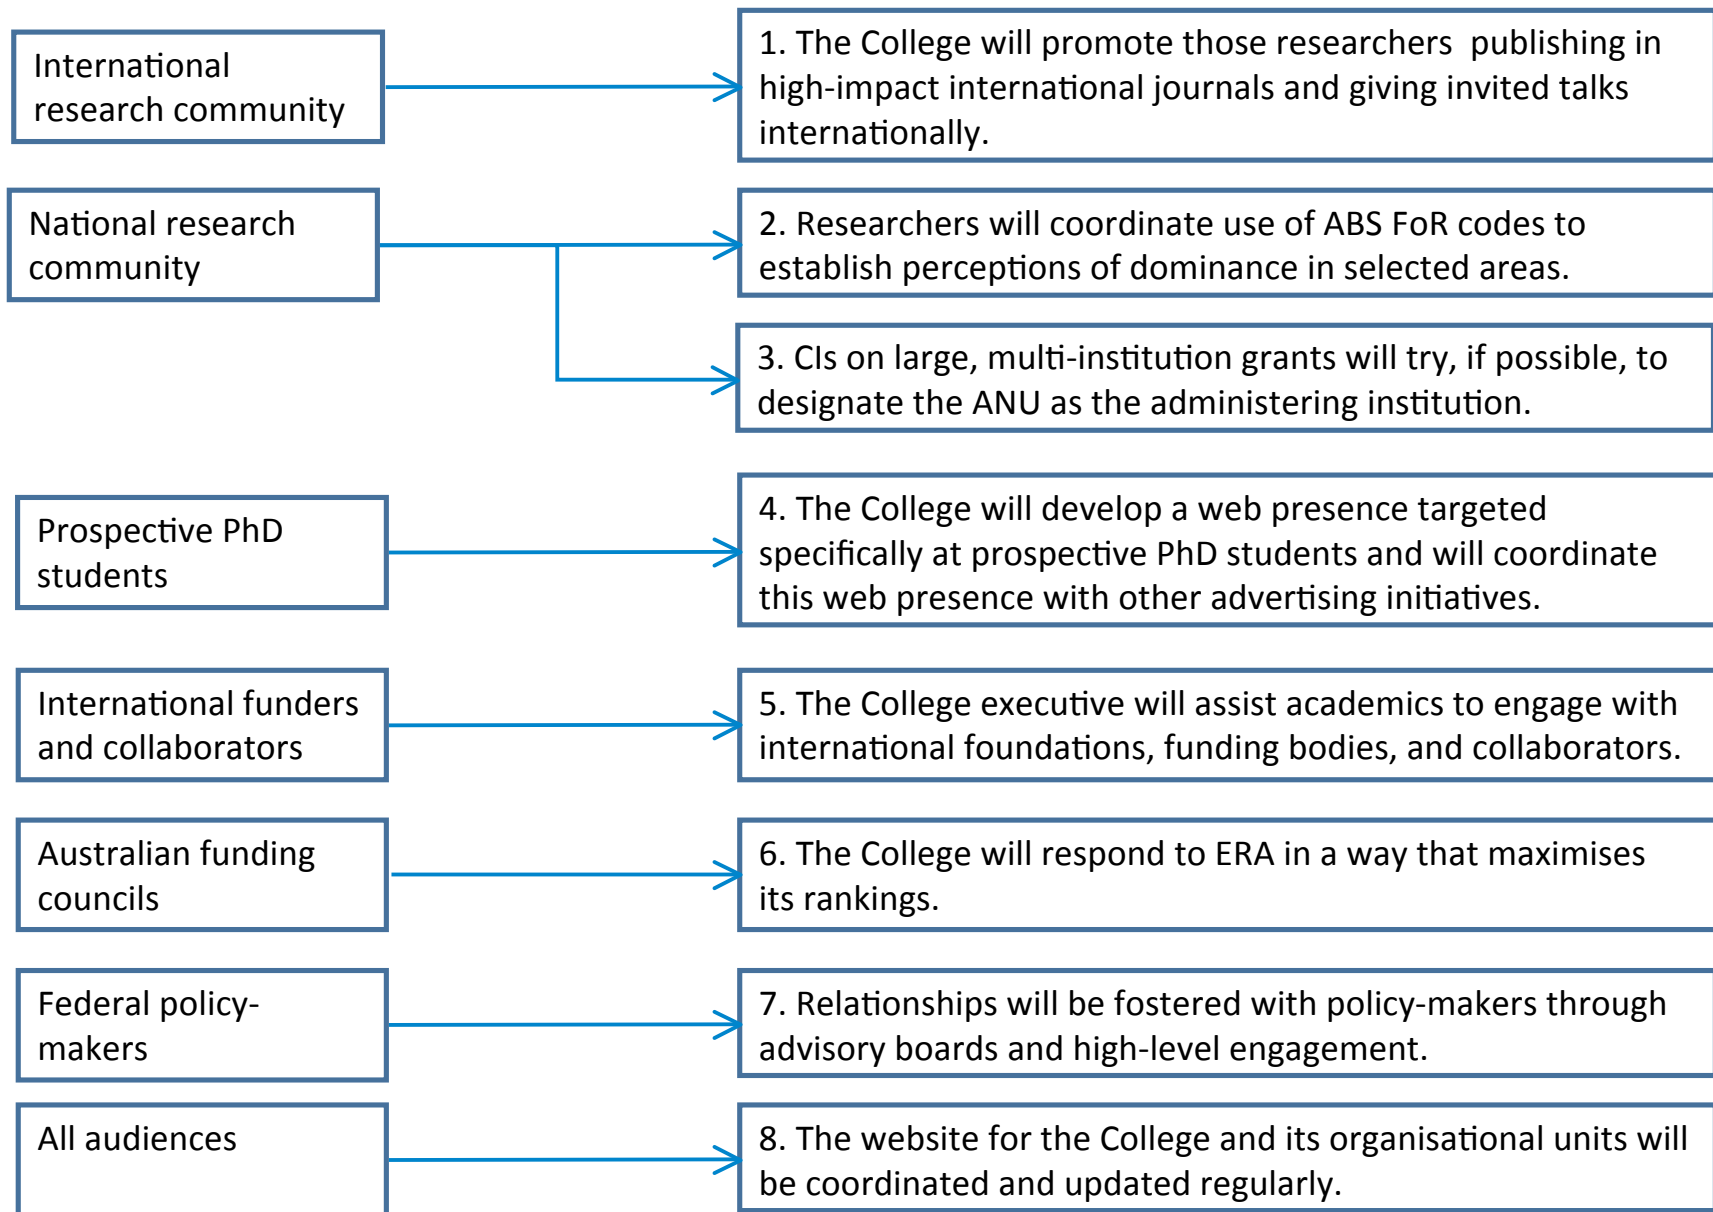 International
research community
1. The College will promote those researchers  publishing in
high-impact international journals and giving invited talks
internationally.
National research
community
2. Researchers will coordinate use of ABS FoR codes to
establish perceptions of dominance in selected areas.
3. CIs on large, multi-institution grants will try, if possible, to
designate the ANU as the administering institution.
Prospective PhD
students
4. The College will develop a web presence targeted
specifically at prospective PhD students and will coordinate
this web presence with other advertising initiatives.
International funders
and collaborators
5. The College executive will assist academics to engage with
international foundations, funding bodies, and collaborators.
Australian funding
councils
6. The College will respond to ERA in a way that maximises
its rankings.
Federal policy-
makers
7. Relationships will be fostered with policy-makers through
advisory boards and high-level engagement.
All audiences
8. The website for the College and its organisational units will
be coordinated and updated regularly.